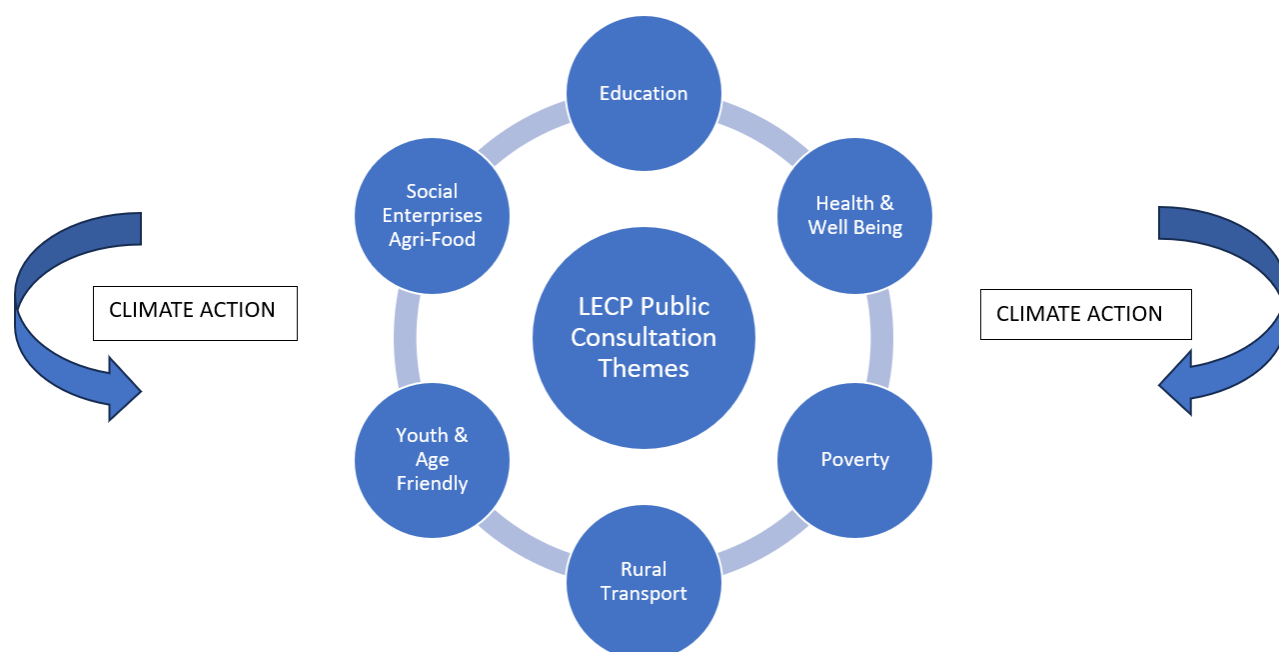 Education
Social
Enterprises
Agri-Food
Health &
Well Being
CLIMATE ACTION
LECP Public
Consultation
Themes
CLIMATE ACTION
Youth &
Age
Friendly
Poverty
Rural
Transport